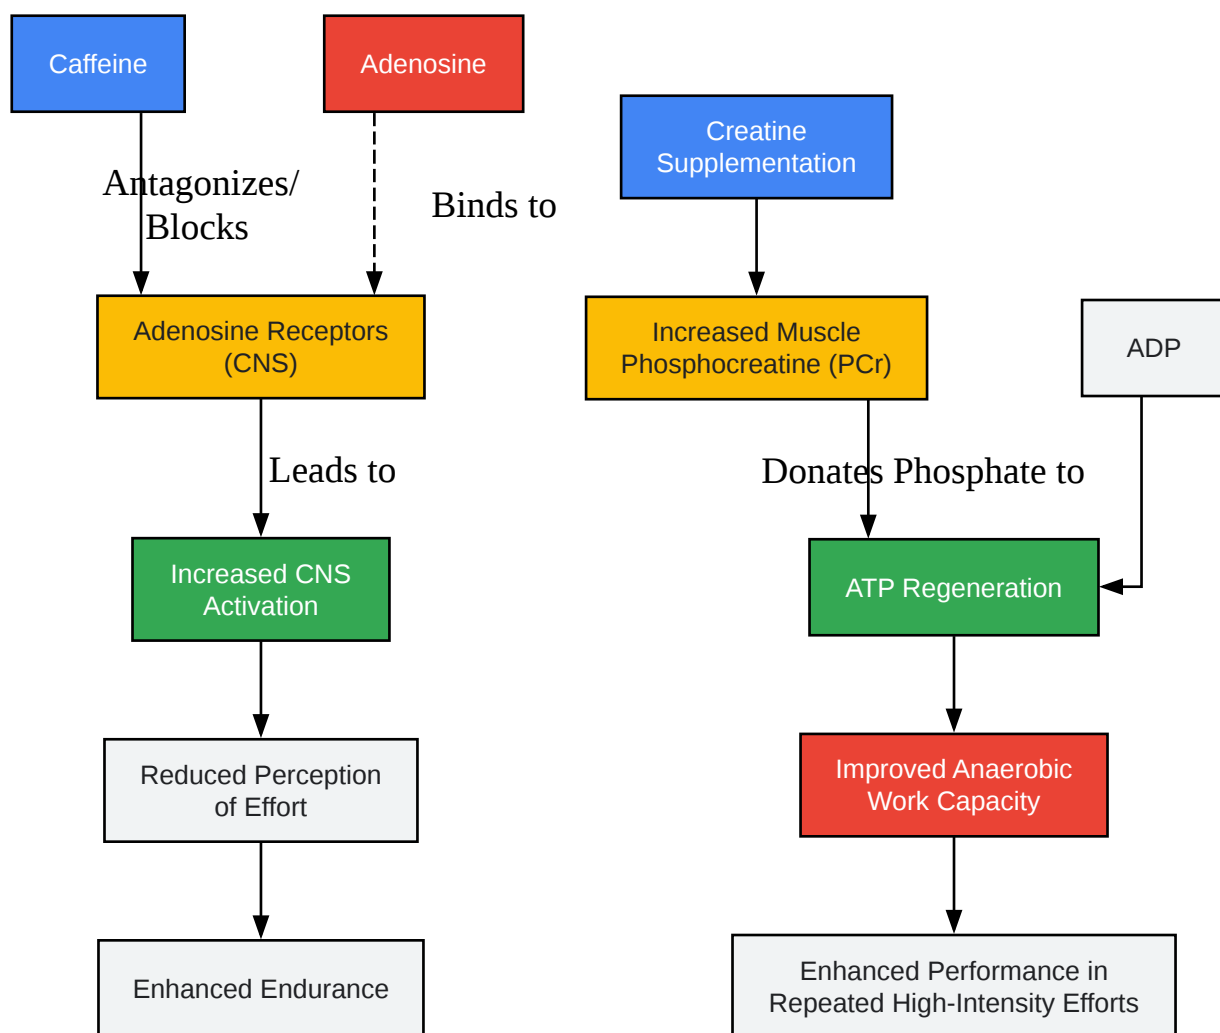 Caffeine
Adenosine
Antagonizes/
Blocks
Binds to
Adenosine Receptors
(CNS)
Leads to
Increased CNS
Activation
Reduced Perception
of Effort
Enhanced Endurance
Creatine
Supplementation
Increased Muscle
Phosphocreatine (PCr)
ADP
Donates Phosphate to
ATP Regeneration
Improved Anaerobic
Work Capacity
Enhanced Performance in
Repeated High-Intensity Efforts